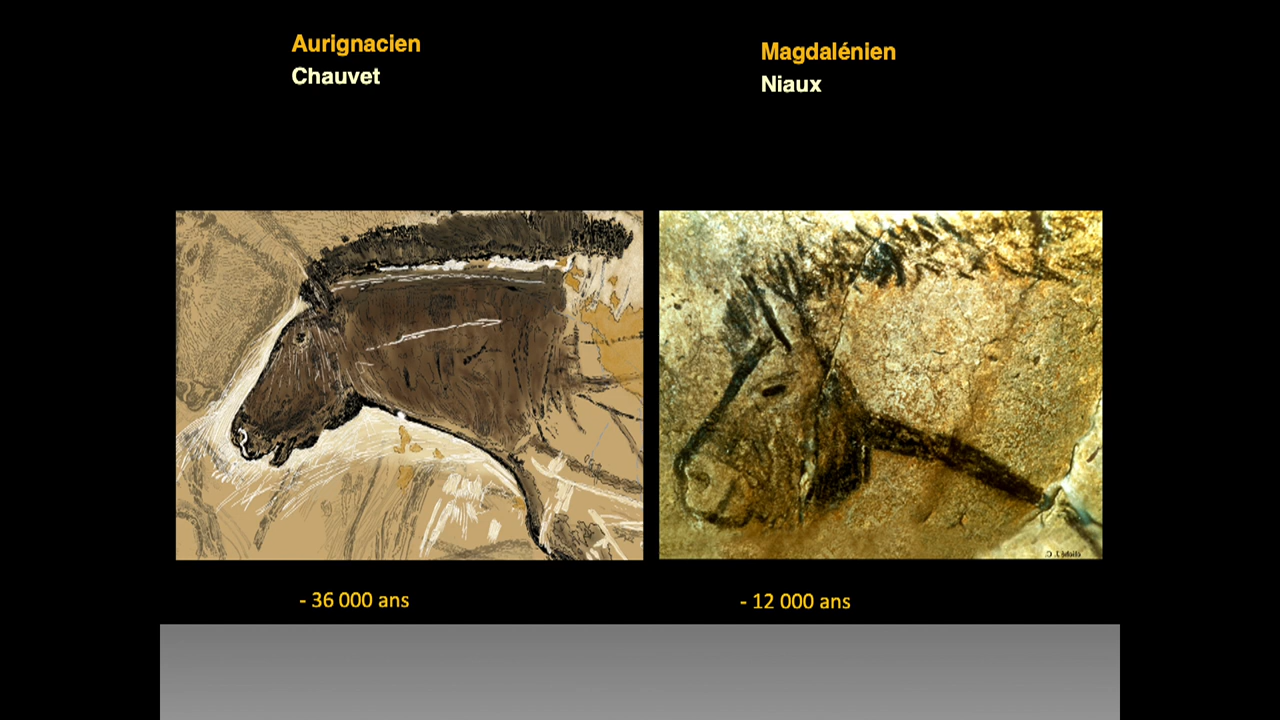 Aurignacien
Chauvet
Magdalénien
Niaux
- 36 000 ans
- 12 000 ans